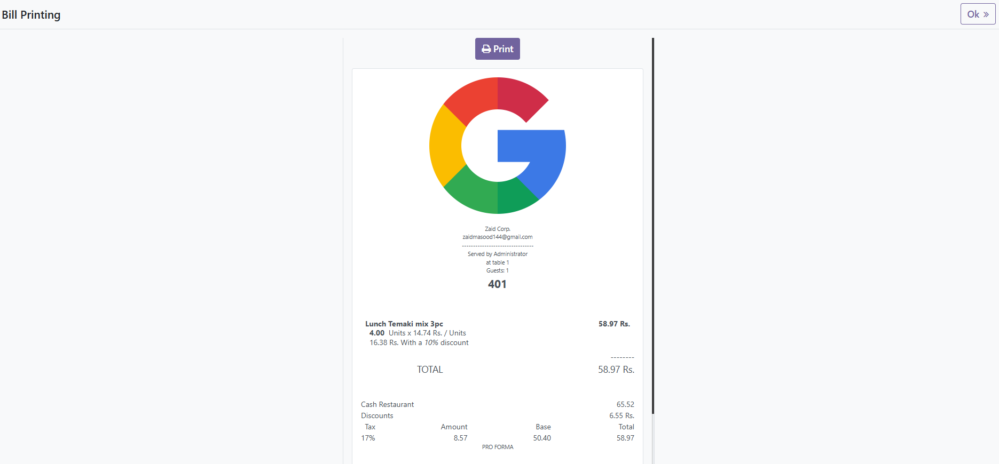 Bill Printing
Ok »
Print
Zaid Corp.
zaidmasood144@gmail.com
--------------------------------
Served by Administrator
at table 1
Guests: 1
401
Lunch Temaki mix 3pc 58.97 Rs.
4.00 Units x 14.74 Rs. / Units
16.38 Rs. With a 10% discount
--------
TOTAL 58.97 Rs.
Cash Restaurant 65.52
Discounts 6.55 Rs.
Tax Amount Base Total
17% 8.57 50.40 58.97
PRO FORMA